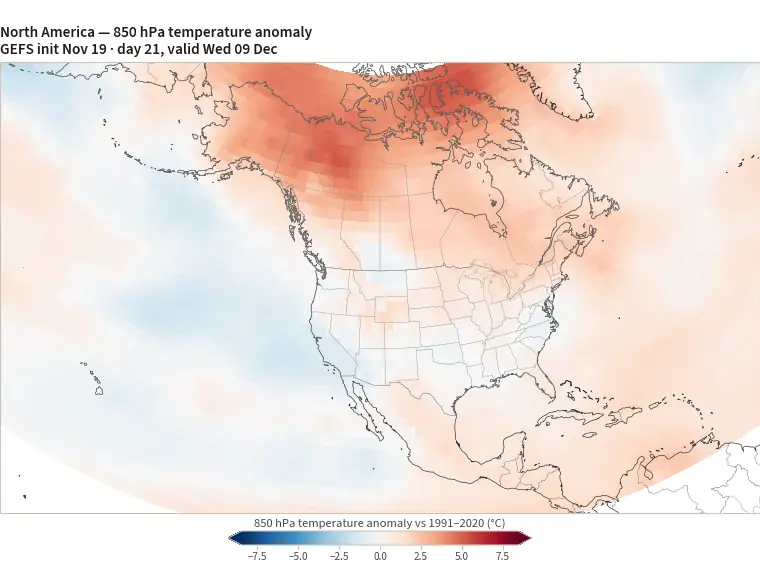 North America — 850 hPa temperature anomaly
GEFS init Nov 19 · day 21, valid Wed 09 Dec
850 hPa temperature anomaly vs 1991–2020 (°C)
−7.5 −5.0 −2.5 0.0 2.5 5.0 7.5